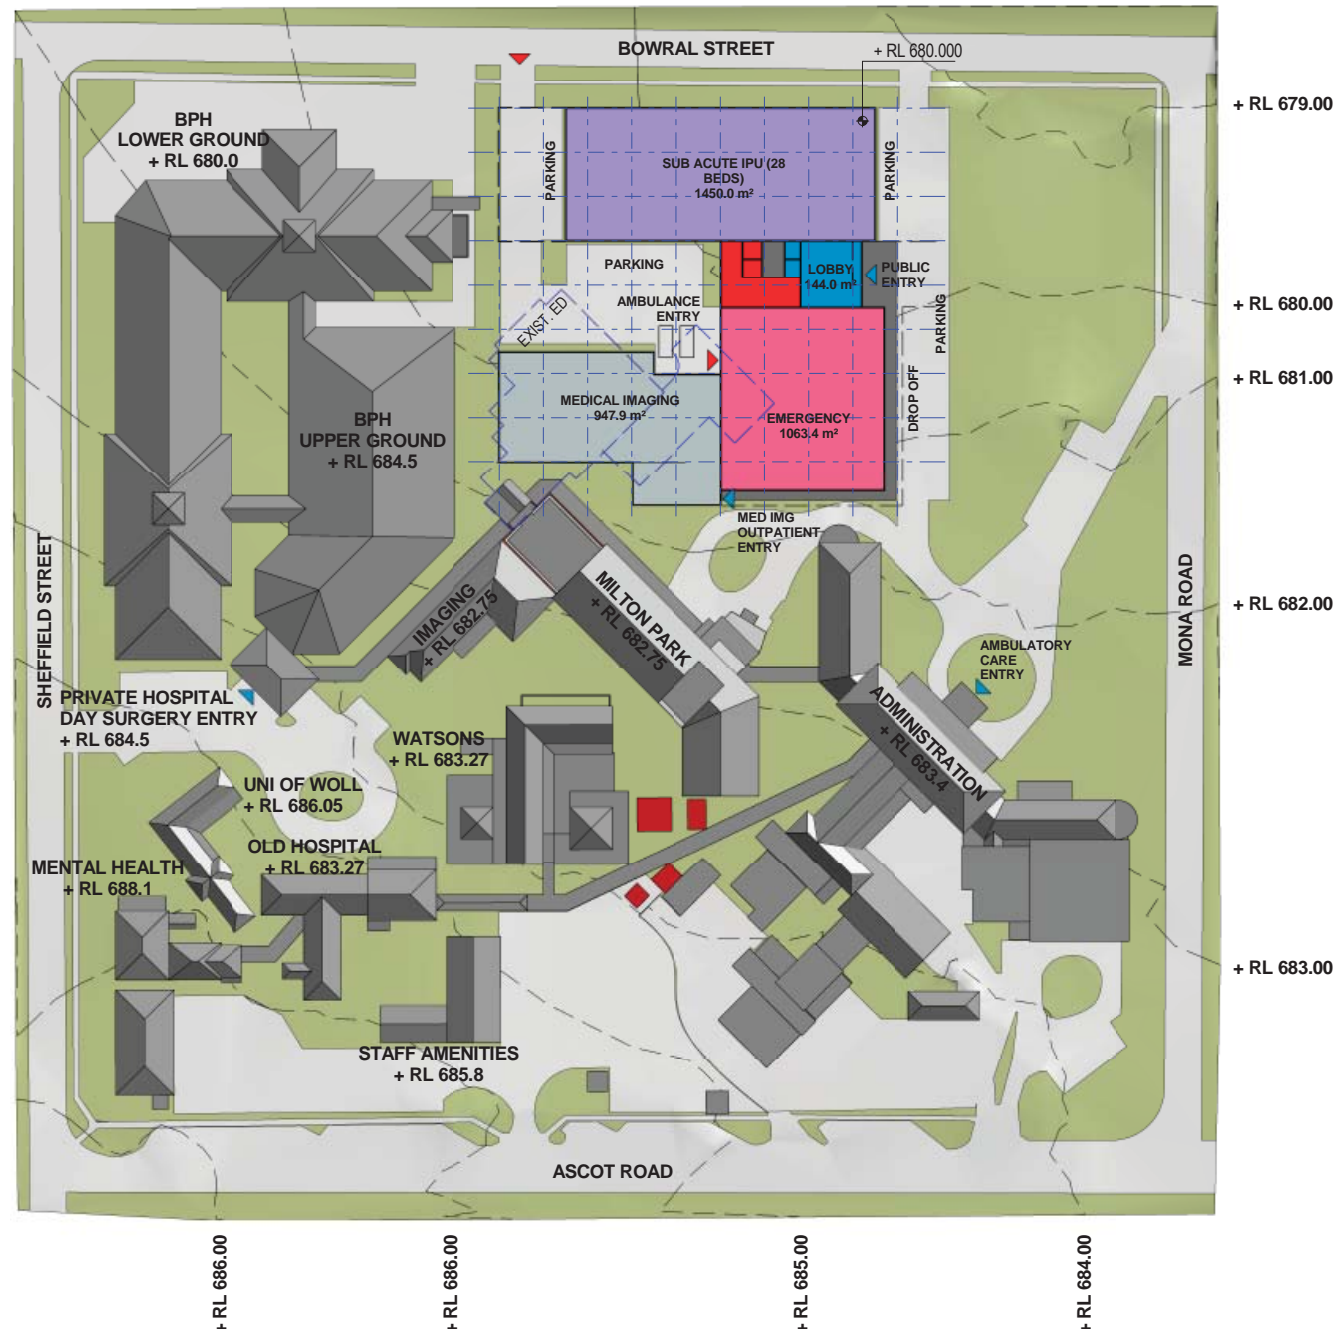 BOWRAL STREET
+ RL 680.000
+ RL 679.00
BPH
LOWER GROUND
+ RL 680.0
PARKING
SUB ACUTE IPU (28
BEDS)
1450.0 m²
PARKING
PARKING
LOBBY
144.0 m²
PUBLIC
ENTRY
AMBULANCE
ENTRY
EXIST. ED
PARKING
+ RL 680.00
+ RL 681.00
DROP OFF
MEDICAL IMAGING
947.9 m²
EMERGENCY
1063.4 m²
BPH
UPPER GROUND
+ RL 684.5
MED IMG
OUTPATIENT
ENTRY
SHEFFIELD STREET
IMAGING
+ RL 682.75
MILTON PARK
+ RL 682.75
MONA ROAD
+ RL 682.00
AMBULATORY
CARE
ENTRY
PRIVATE HOSPITAL
DAY SURGERY ENTRY
+ RL 684.5
WATSONS
+ RL 683.27
ADMINISTRATION
+ RL 683.4
UNI OF WOLL
+ RL 686.05
OLD HOSPITAL
+ RL 683.27
MENTAL HEALTH
+ RL 688.1
+ RL 683.00
STAFF AMENITIES
+ RL 685.8
ASCOT ROAD
+ RL 686.00
+ RL 686.00
+ RL 685.00
+ RL 684.00